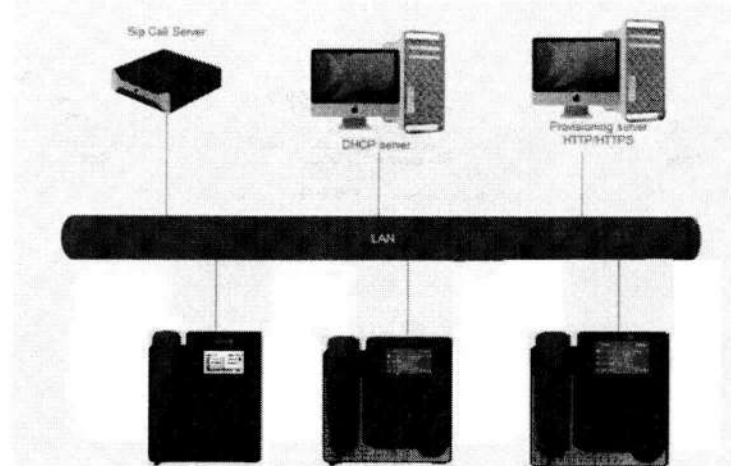 Sip Call Server
DHCP server
Provisioning server
HTTP/HTTPS
LAN